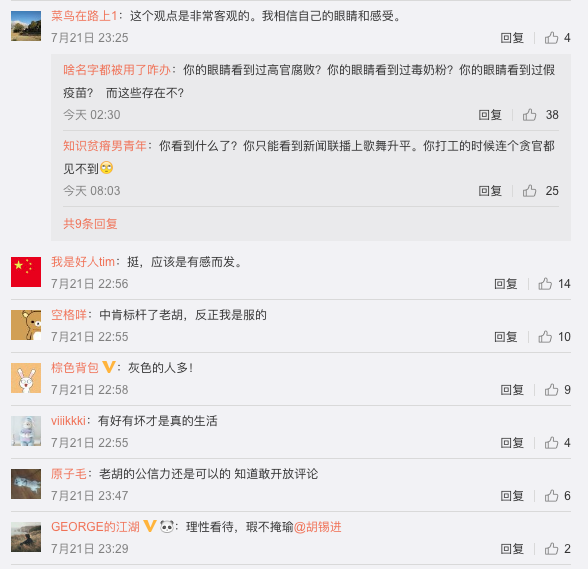 菜鸟在路上1：这个观点是非常客观的。我相信自己的眼睛和感受。
7月21日 23:25 回复 4
啥名字都被用了咋办：你的眼睛看到过高官腐败？你的眼睛看到过毒奶粉？你的眼睛看到过假
疫苗？ 而这些存在不？
今天 02:30 回复 38
知识贫瘠男青年：你看到什么了？你只能看到新闻联播上歌舞升平。你打工的时候连个贪官都
见不到
今天 08:03 回复 25
共9条回复
我是好人tim：挺，应该是有感而发。
7月21日 22:56 回复 14
空格咩：中肯标杆了老胡，反正我是服的
7月21日 22:55 回复 10
棕色背包：灰色的人多！
7月21日 22:58 回复 9
viiikkki：有好有坏才是真的生活
7月21日 22:55 回复 4
原子毛：老胡的公信力还是可以的 知道敢开放评论
7月21日 23:47 回复 6
GEORGE的江湖：理性看待，瑕不掩瑜@胡锡进
7月21日 23:29 回复 2